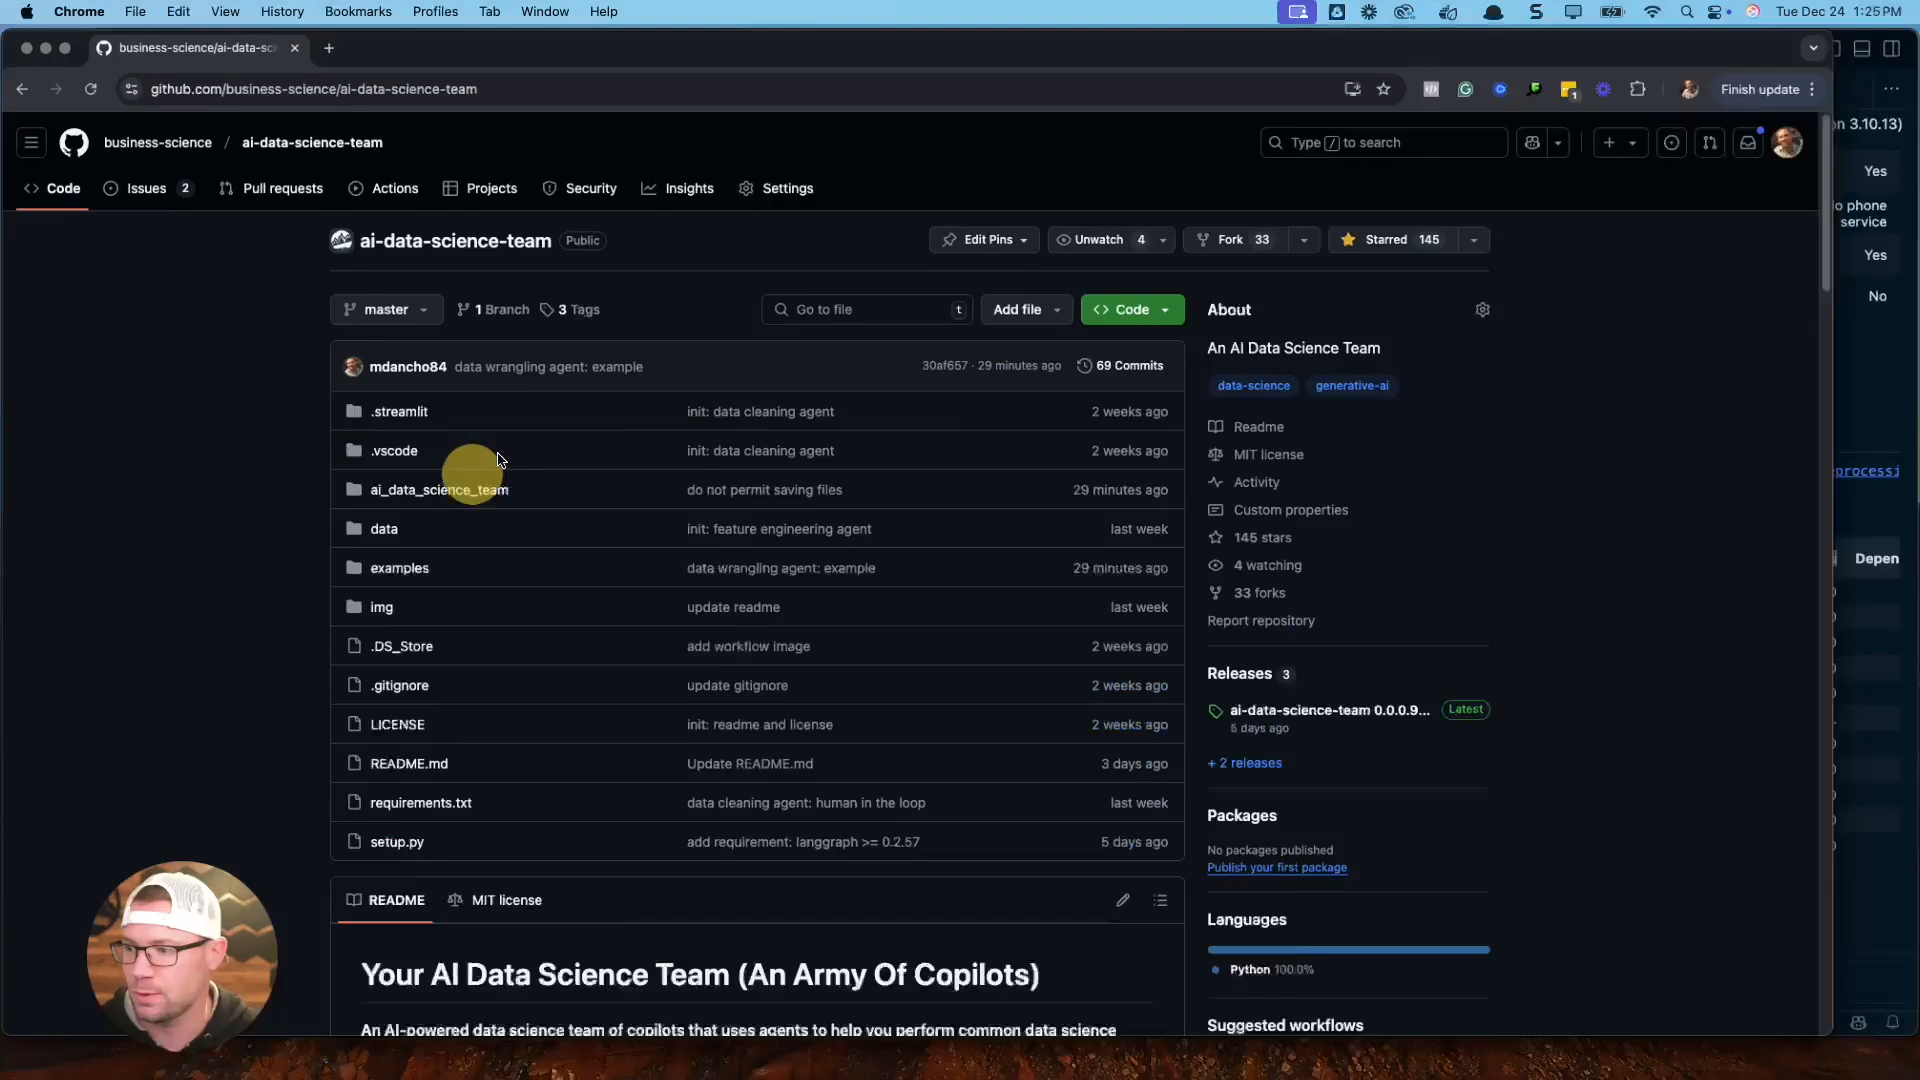 Chrome File Edit View History Bookmarks Profiles Tab Window Help Tue Dec 24 1:25 PM
business-science/ai-data-sci
github.com/business-science/ai-data-science-team Finish update
business-science / ai-data-science-team Type / to search
n 3.10.13)
Code Issues 2 Pull requests Actions Projects Security Insights Settings
Yes
o phone
service
Yes
No
ai-data-science-team Public Edit Pins Unwatch 4 Fork 33 Starred 145
master 1 Branch 3 Tags Go to file t Add file Code
mdancho84 data wrangling agent: example 30af657 · 29 minutes ago 69 Commits
.streamlit init: data cleaning agent 2 weeks ago
.vscode init: data cleaning agent 2 weeks ago
ai_data_science_team do not permit saving files 29 minutes ago
data init: feature engineering agent last week
examples data wrangling agent: example 29 minutes ago
img update readme last week
.DS_Store add workflow image 2 weeks ago
.gitignore update gitignore 2 weeks ago
LICENSE init: readme and license 2 weeks ago
README.md Update README.md 3 days ago
requirements.txt data cleaning agent: human in the loop last week
setup.py add requirement: langgraph >= 0.2.57 5 days ago
README MIT license
Your AI Data Science Team (An Army Of Copilots)
An AI-powered data science team of copilots that uses agents to help you perform common data science
About
An AI Data Science Team
data-science generative-ai
Readme
MIT license
Activity
Custom properties
145 stars
4 watching
33 forks
Report repository
Releases 3
ai-data-science-team 0.0.0.9... Latest
5 days ago
+ 2 releases
Packages
No packages published
Publish your first package
Languages
Python 100.0%
Suggested workflows
processi
Depen